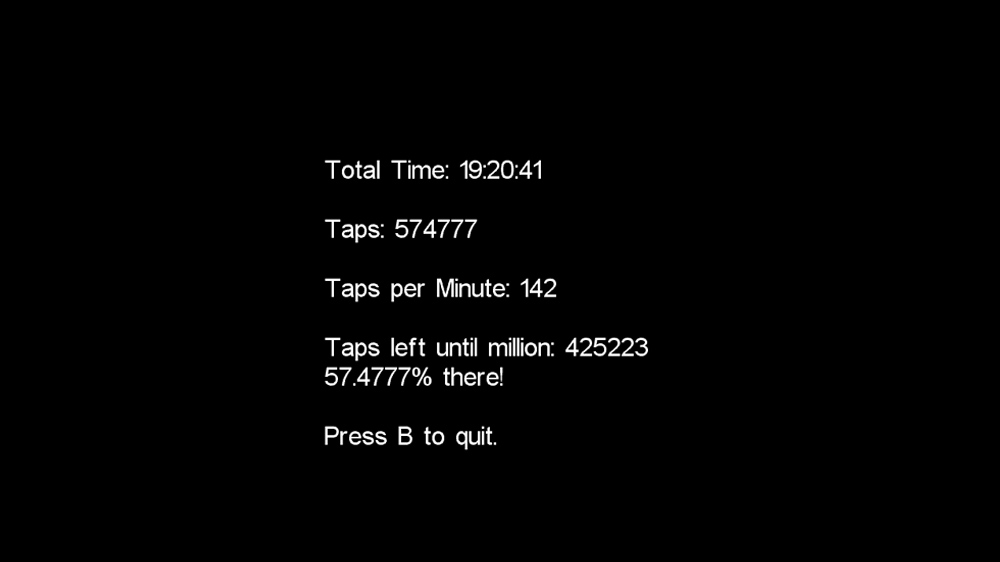 Total Time: 19:20:41
Taps: 574777
Taps per Minute: 142
Taps left until million: 425223
57.4777% there!
Press B to quit.